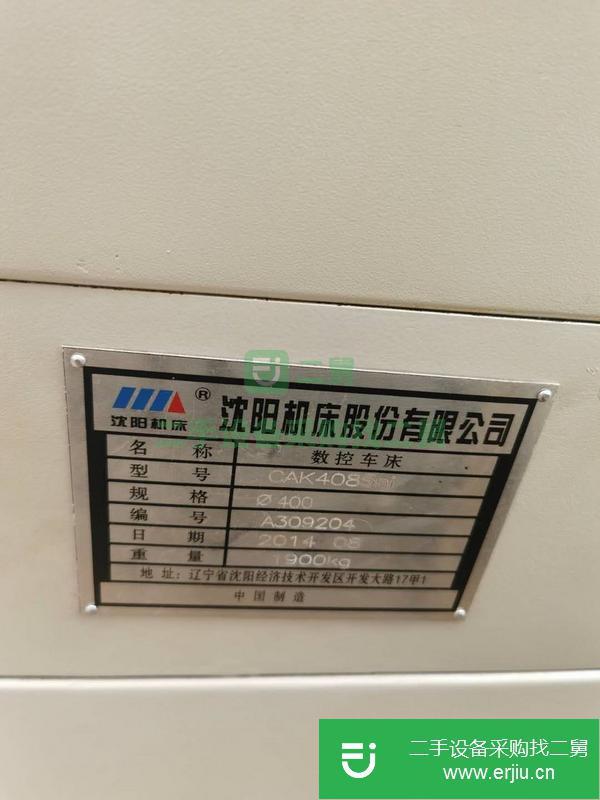 二舅
沈阳机床
®
沈阳机床股份有限公司
名 称 数控车床
型 号 CAK4085di
规 格 Ø 400
编 号 A309204
日 期 2014 08
重 量 1900kg
地 址: 辽宁省沈阳经济技术开发区开发大路17甲1
中国制造
二手设备采购找二舅
www.erjiu.cn